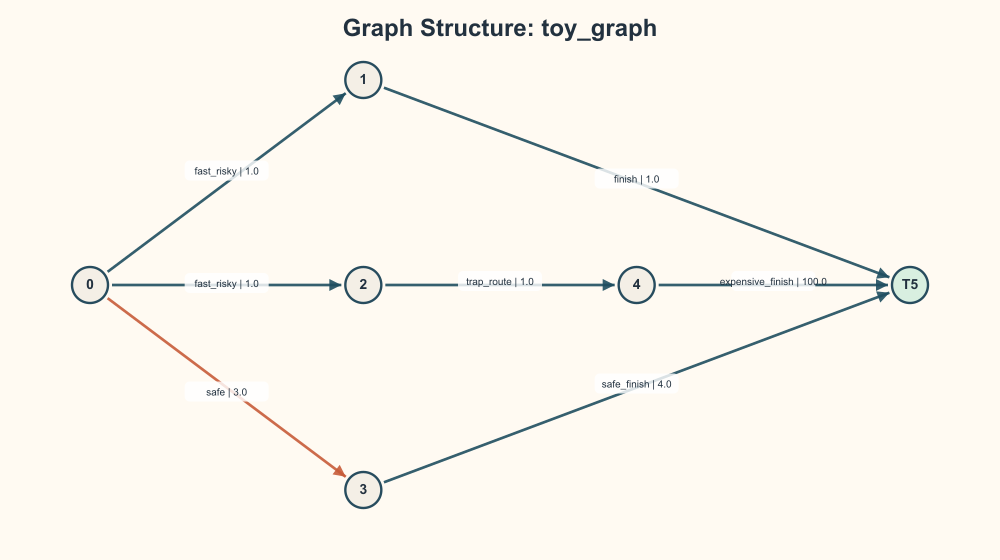 Graph Structure: toy_graph
1
fast_risky | 1.0
finish | 1.0
0
fast_risky | 1.0
2
trap_route | 1.0
4
expensive_finish | 100.0
T5
safe | 3.0
safe_finish | 4.0
3